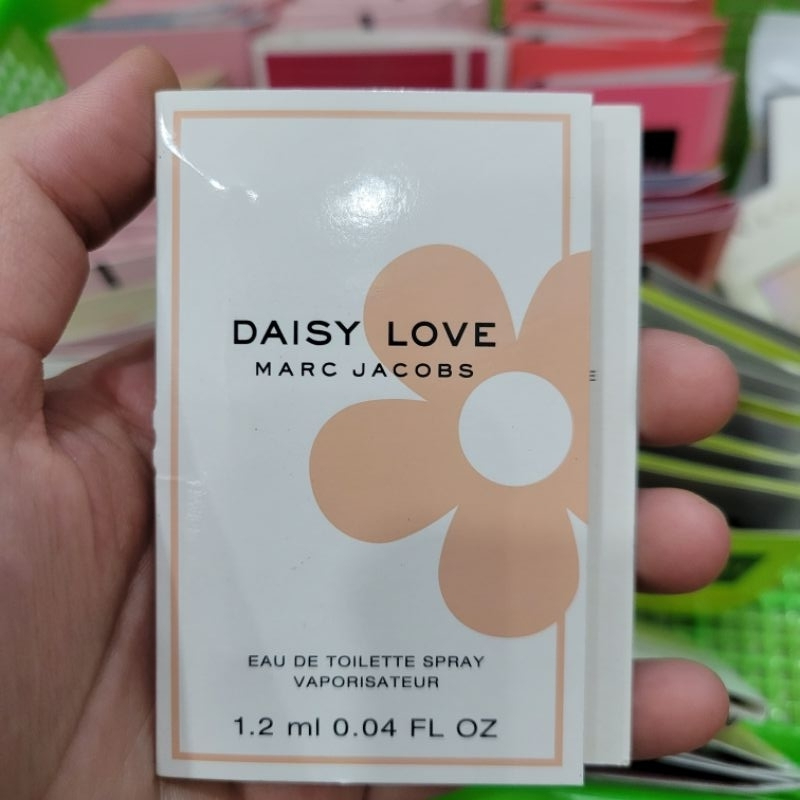 DAISY LOVE
MARC JACOBS
EAU DE TOILETTE SPRAY
VAPORISATEUR
1.2 ml 0.04 FL OZ